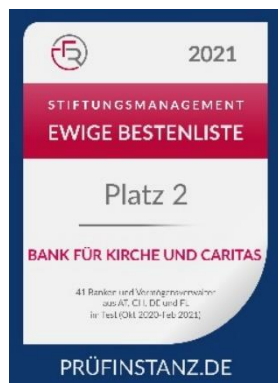 2021
STIFTUNGSMANAGEMENT
EWIGE BESTENLISTE
Platz 2
BANK FÜR KIRCHE UND CARITAS
41 Banken und Vermögensverwalter
aus AT, CH, DE und FL
im Test (Okt 2020-Feb 2021)
PRÜFINSTANZ.DE